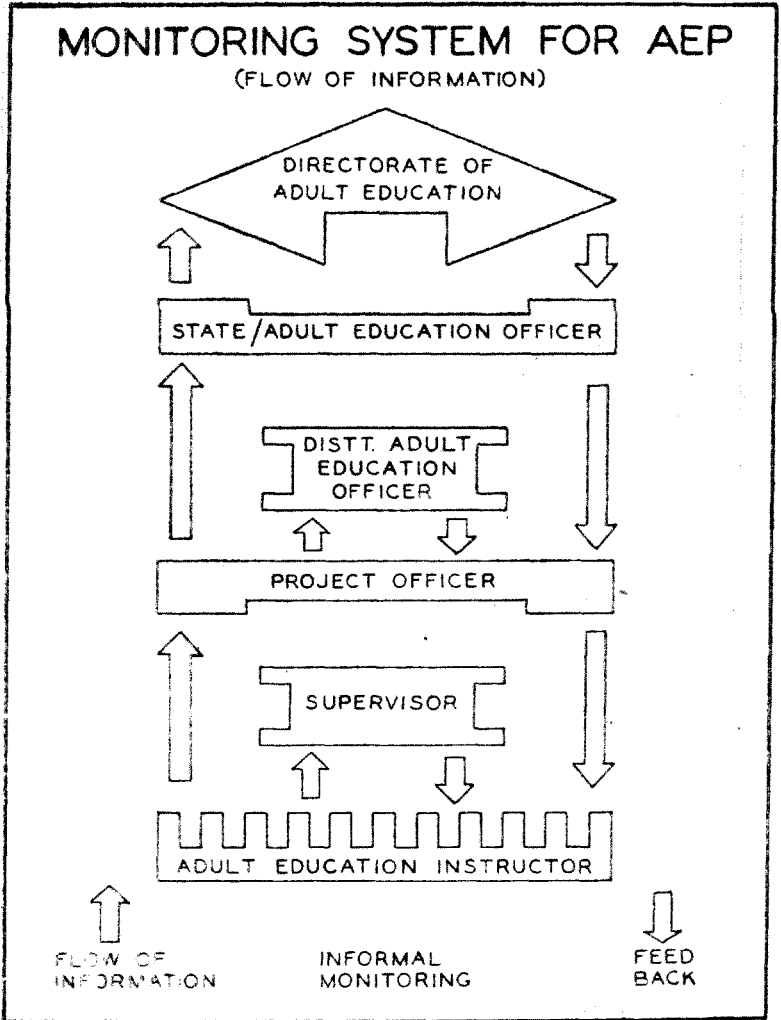 MONITORING SYSTEM FOR AEP
(FLOW OF INFORMATION)
DIRECTORATE OF
ADULT EDUCATION
STATE/ADULT EDUCATION OFFICER
DISTT. ADULT
EDUCATION
OFFICER
PROJECT OFFICER
SUPERVISOR
ADULT EDUCATION INSTRUCTOR
FLOW OF
INFORMATION
INFORMAL
MONITORING
FEED
BACK